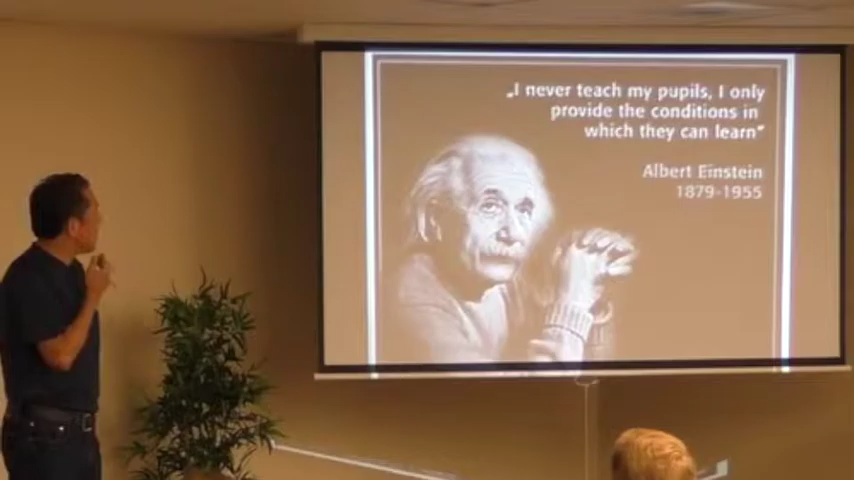 „I never teach my pupils, I only
provide the conditions in
which they can learn"
Albert Einstein
1879-1955